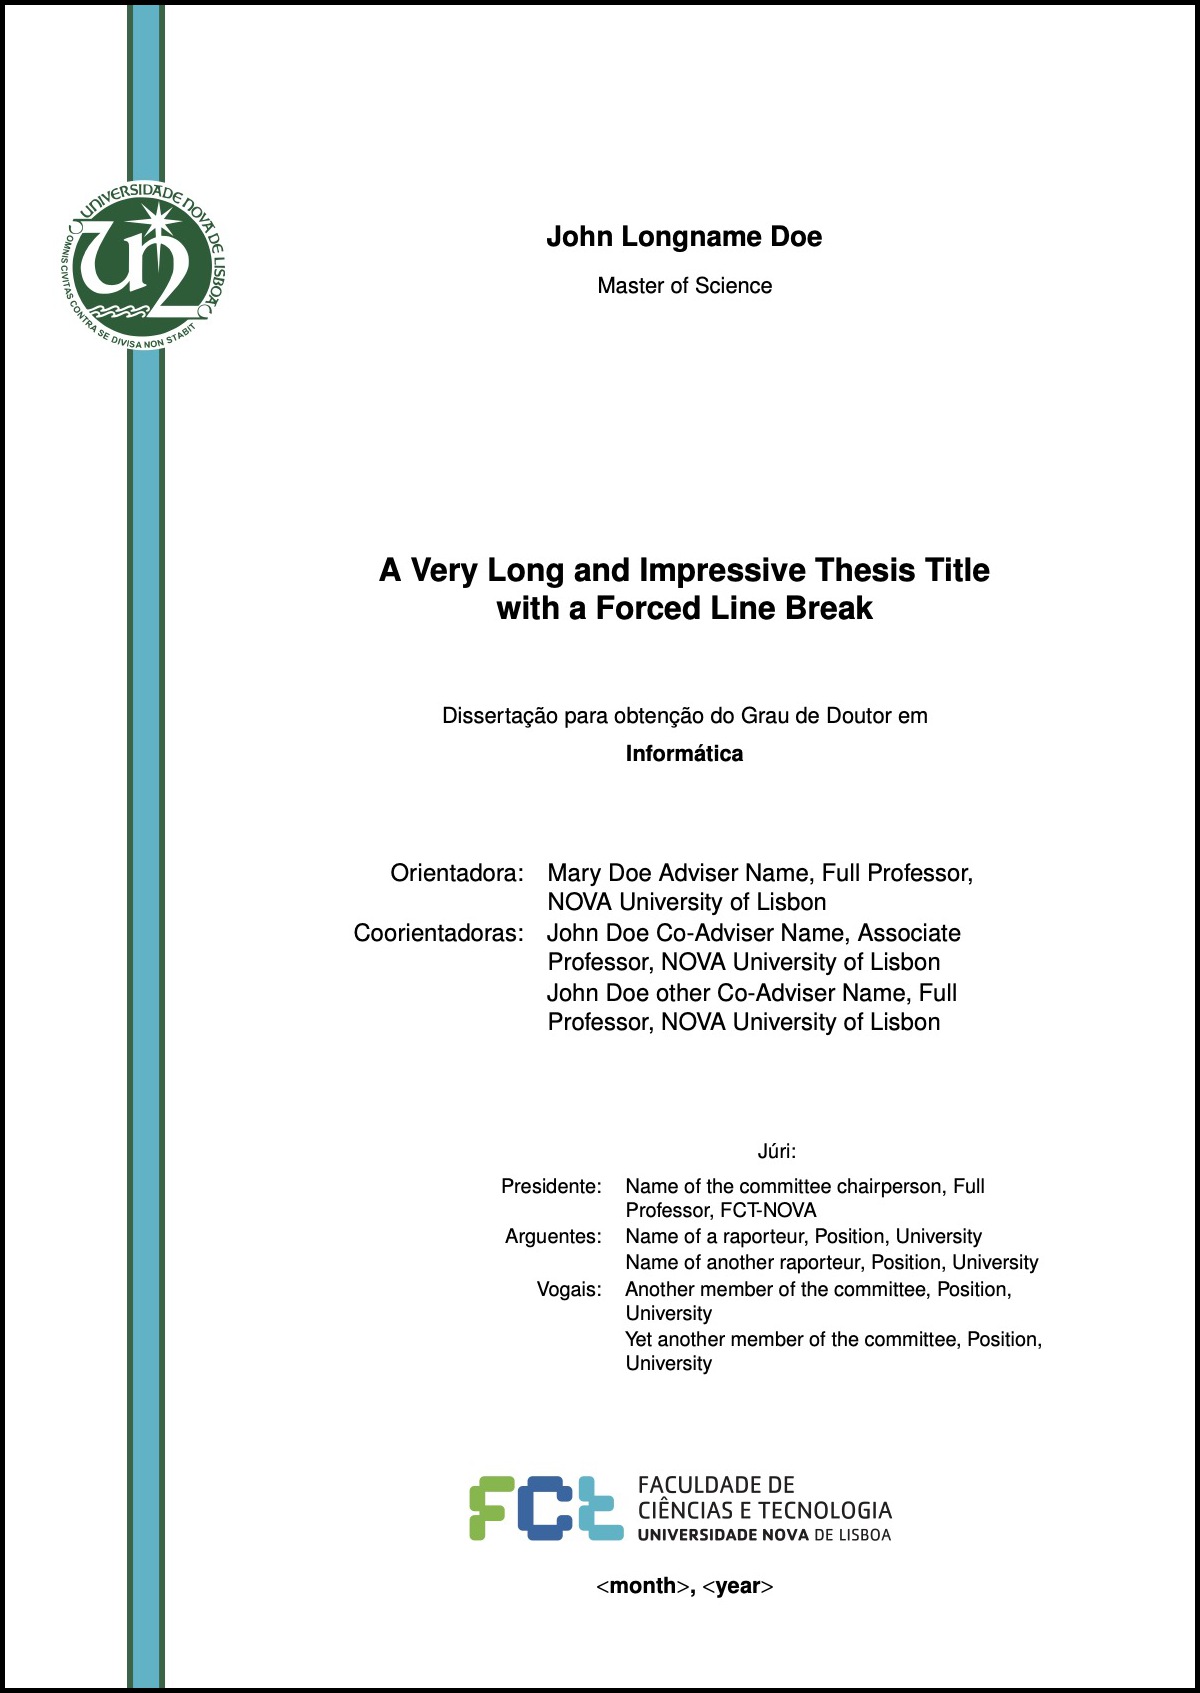 UNIVERSIDADE NOVA DE LISBOA
OMNIS CIVITAS CONTRA SE DIVISA NON STABIT
John Longname Doe
Master of Science
A Very Long and Impressive Thesis Title
with a Forced Line Break
Dissertação para obtenção do Grau de Doutor em
Informática
Orientadora: Mary Doe Adviser Name, Full Professor,
NOVA University of Lisbon
Coorientadoras: John Doe Co-Adviser Name, Associate
Professor, NOVA University of Lisbon
John Doe other Co-Adviser Name, Full
Professor, NOVA University of Lisbon
Júri:
Presidente: Name of the committee chairperson, Full
Professor, FCT-NOVA
Arguentes: Name of a raporteur, Position, University
Name of another raporteur, Position, University
Vogais: Another member of the committee, Position,
University
Yet another member of the committee, Position,
University
FCt FACULDADE DE
CIÊNCIAS E TECNOLOGIA
UNIVERSIDADE NOVA DE LISBOA
<month>, <year>